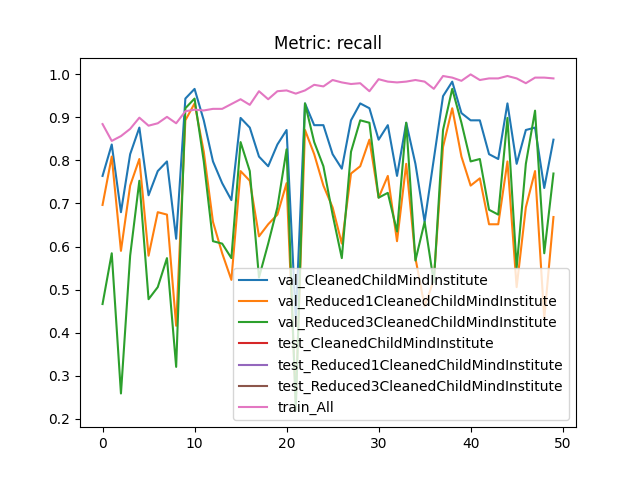 Metric: recall
1.0
0.9
0.8
0.7
0.6
0.5
0.4
0.3
0.2
val_CleanedChildMindInstitute
val_Reduced1CleanedChildMindInstitute
val_Reduced3CleanedChildMindInstitute
test_CleanedChildMindInstitute
test_Reduced1CleanedChildMindInstitute
test_Reduced3CleanedChildMindInstitute
train_All
0 10 20 30 40 50